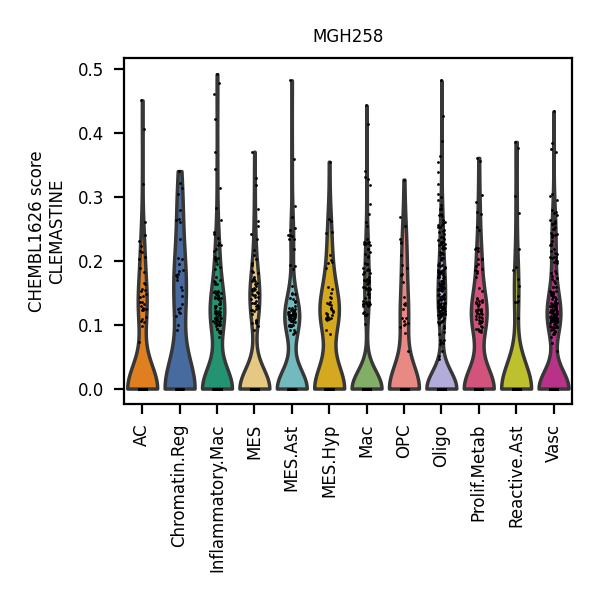 MGH258
CHEMBL1626 score
CLEMASTINE
0.5
0.4
0.3
0.2
0.1
0.0
AC
Chromatin.Reg
Inflammatory.Mac
MES
MES.Ast
MES.Hyp
Mac
OPC
Oligo
Prolif.Metab
Reactive.Ast
Vasc